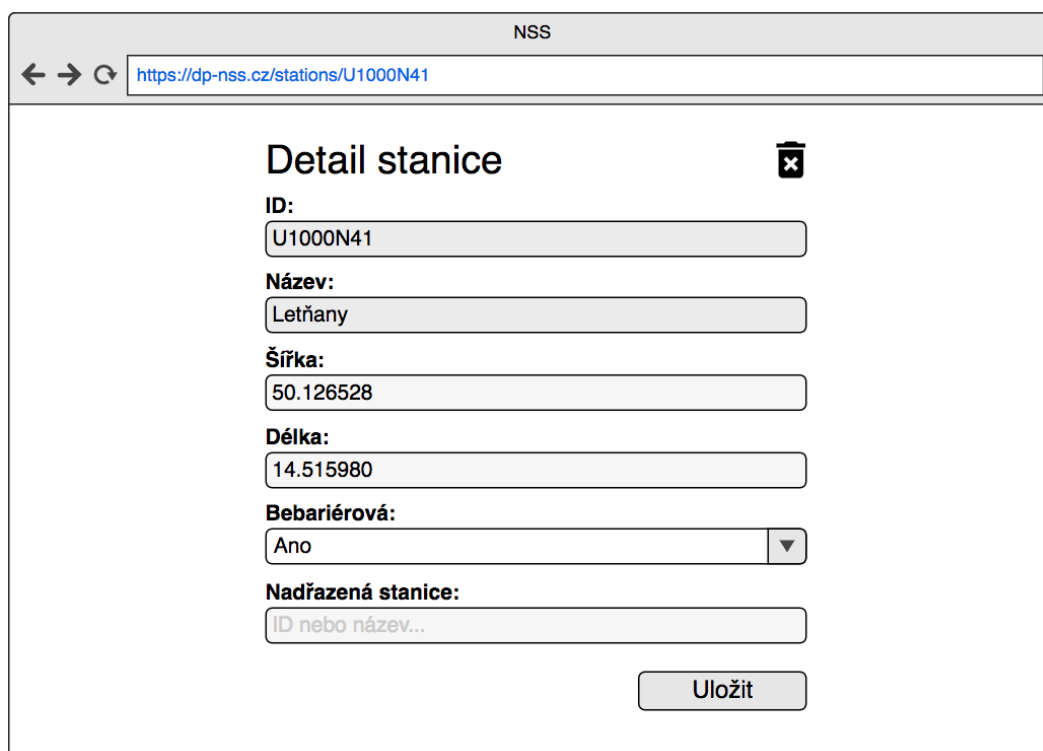 NSS
https://dp-nss.cz/stations/U1000N41
Detail stanice
ID:
U1000N41
Název:
Letňany
Šířka:
50.126528
Délka:
14.515980
Bebariérová:
Ano
Nadřazená stanice:
ID nebo název...
Uložit